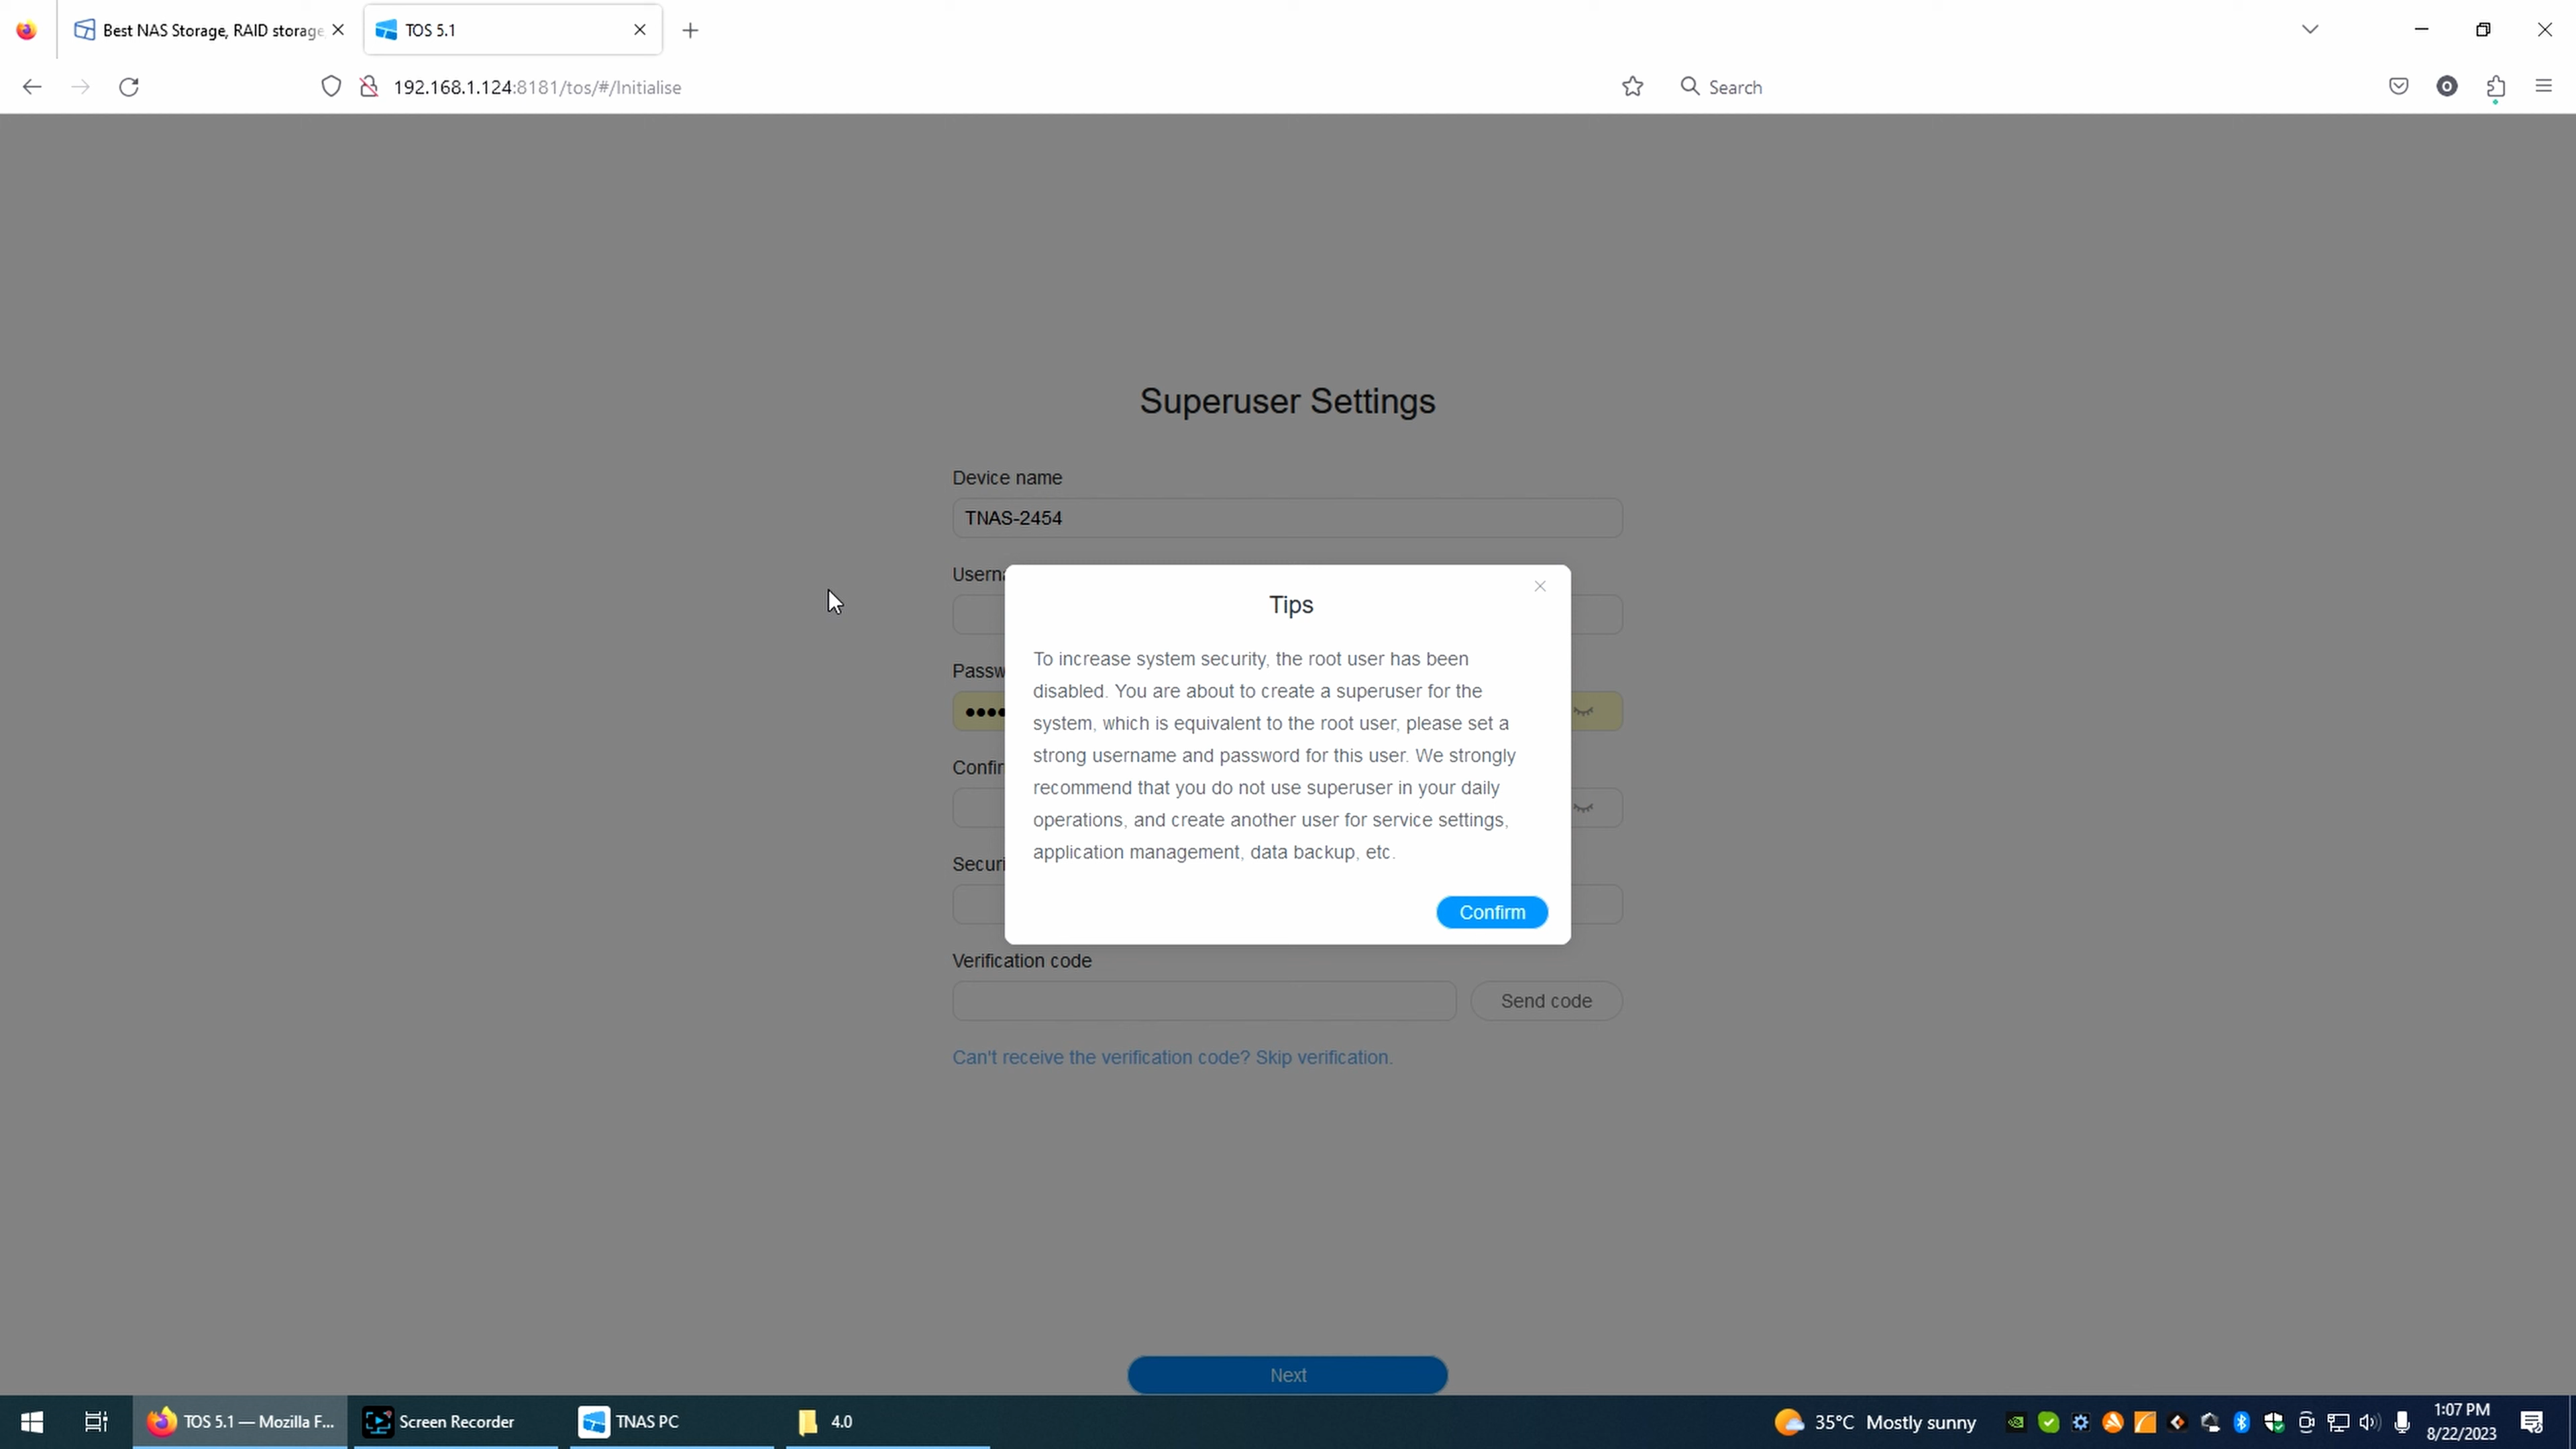 Best NAS Storage, RAID storage
TOS 5.1
192.168.1.124:8181/tos/#/Initialise
Search
Superuser Settings
Device name
TNAS-2454
Usern
Passw
Confir
Securi
Tips
To increase system security, the root user has been
disabled. You are about to create a superuser for the
system, which is equivalent to the root user, please set a
strong username and password for this user. We strongly
recommend that you do not use superuser in your daily
operations, and create another user for service settings,
application management, data backup, etc.
Confirm
Verification code
Send code
Can't receive the verification code? Skip verification.
Next
TOS 5.1 — Mozilla F...
Screen Recorder
TNAS PC
4.0
35°C Mostly sunny
1:07 PM
8/22/2023